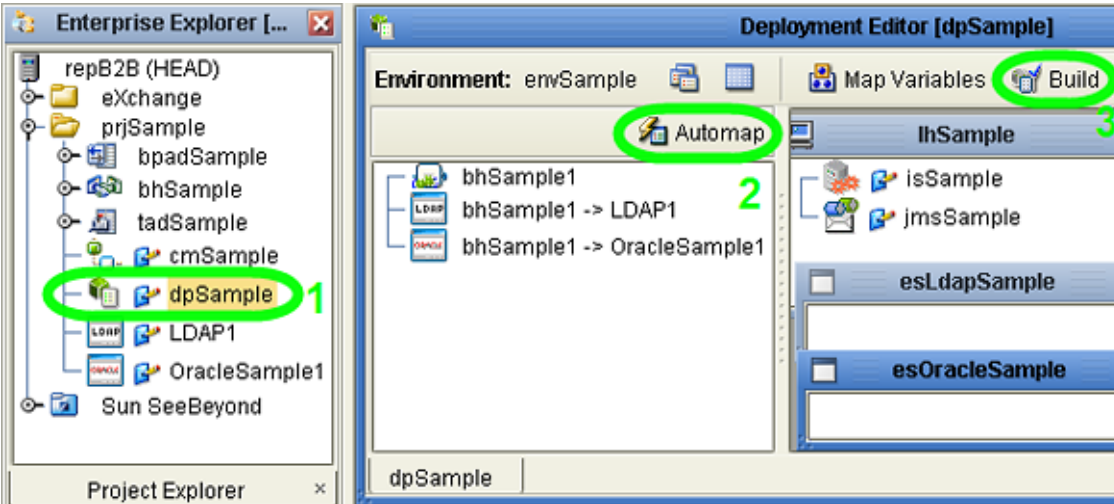 Enterprise Explorer [...
repB2B (HEAD)
eXchange
prjSample
bpadSample
bhSample
tadSample
cmSample
dpSample
1
LDAP
LDAP1
ORACLE
OracleSample1
Sun SeeBeyond
Project Explorer
Deployment Editor [dpSample]
Environment: envSample
Map Variables
Build
3
Automap
2
bhSample1
LDAP
bhSample1 -> LDAP1
ORACLE
bhSample1 -> OracleSample1
lhSample
isSample
jmsSample
esLdapSample
esOracleSample
dpSample